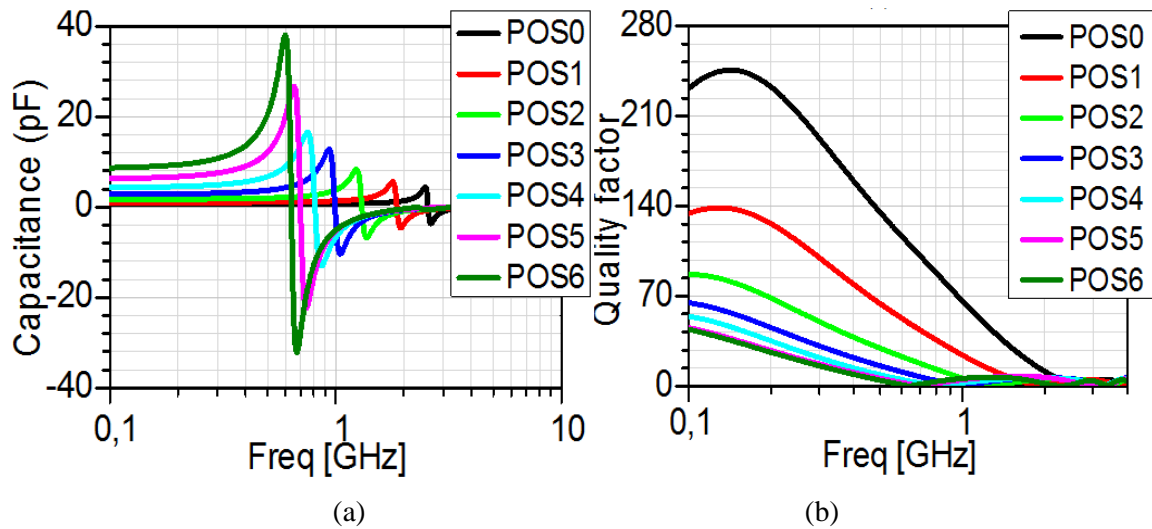 Capacitance (pF)
40
20
0
-20
-40
0,1
1
10
Freq [GHz]
POS0
POS1
POS2
POS3
POS4
POS5
POS6
(a)
Quality factor
280
210
140
70
0
0,1
1
Freq [GHz]
POS0
POS1
POS2
POS3
POS4
POS5
POS6
(b)